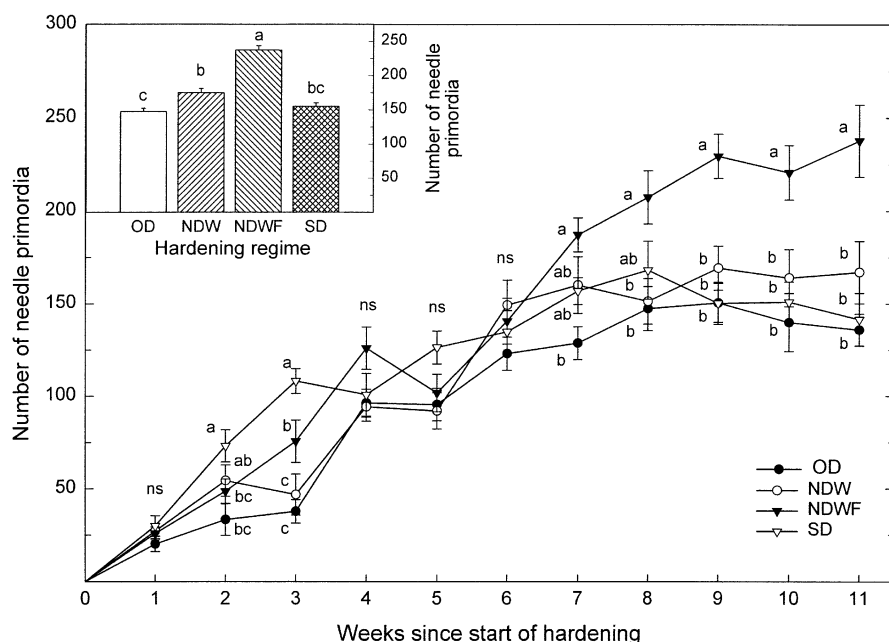 300
250
200
150
100
50
Number of needle primordia
0 1 2 3 4 5 6 7 8 9 10 11
Weeks since start of hardening
a
b
c
bc
250
200
150
100
50
Number of needle
primordia
OD NDW NDWF SD
Hardening regime
ns
a
ab
bc
bc
a
b
c
c
ns
ns
ns
a
ab
ab
b
a
ab
b
b
a
b
b
b
a
b
b
b
a
b
b
b
OD
NDW
NDWF
SD